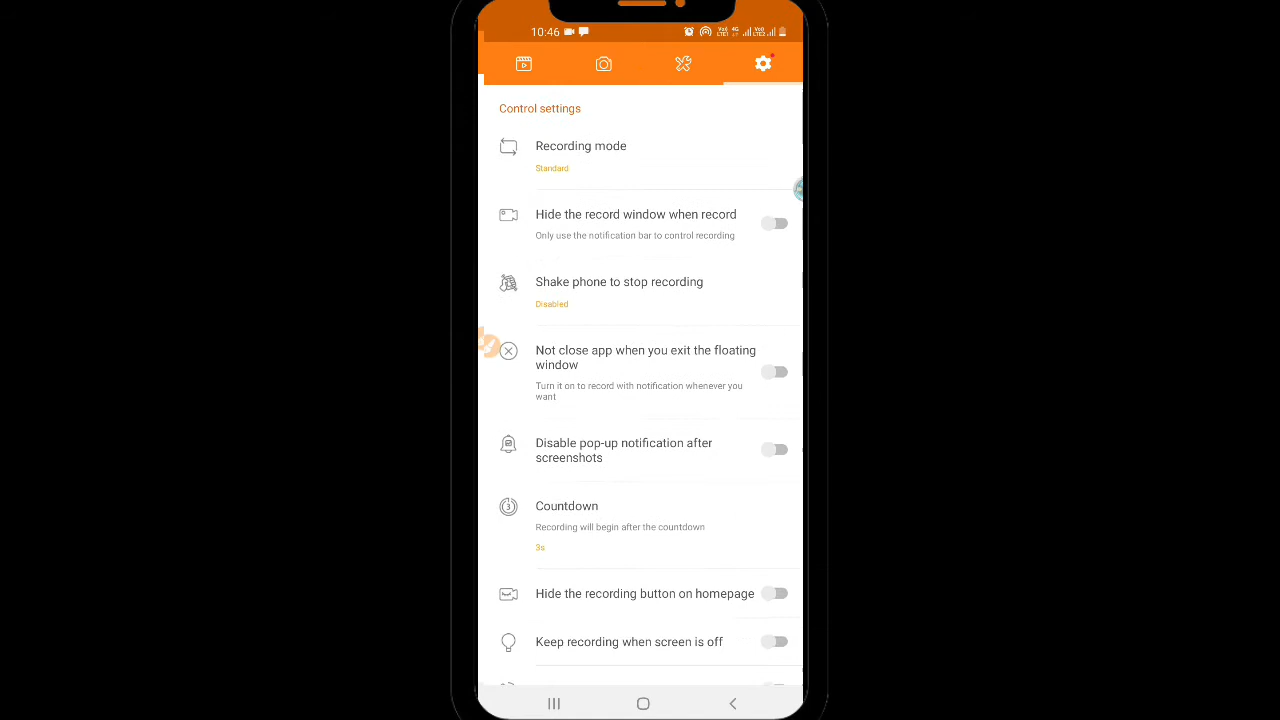 10:46
Control settings
Recording mode
Standard
Hide the record window when record
Only use the notification bar to control recording
Shake phone to stop recording
Disabled
Not close app when you exit the floating
window
Turn it on to record with notification whenever you
want
Disable pop-up notification after
screenshots
Countdown
3
Recording will begin after the countdown
3s
Hide the recording button on homepage
Keep recording when screen is off